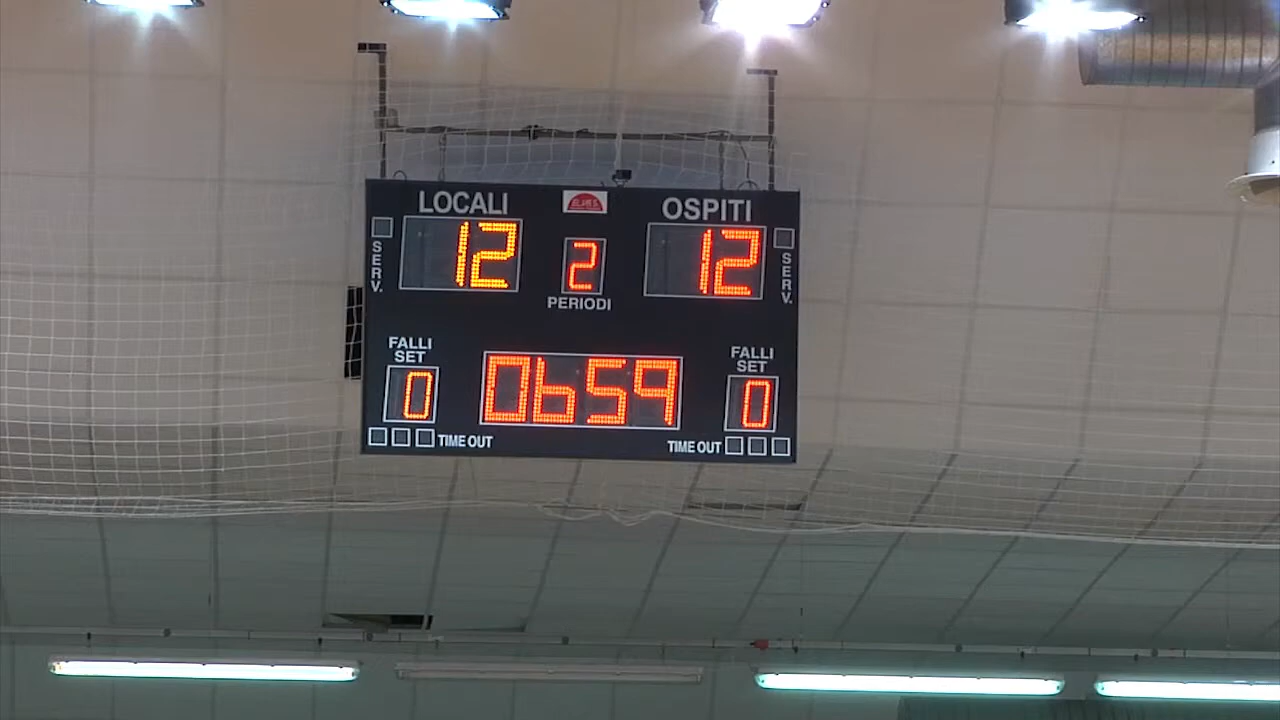 LOCALI OSPITI
12 2 12
SERV. SERV.
PERIODI
FALLI SET FALLI SET
0 0659 0
TIME OUT TIME OUT